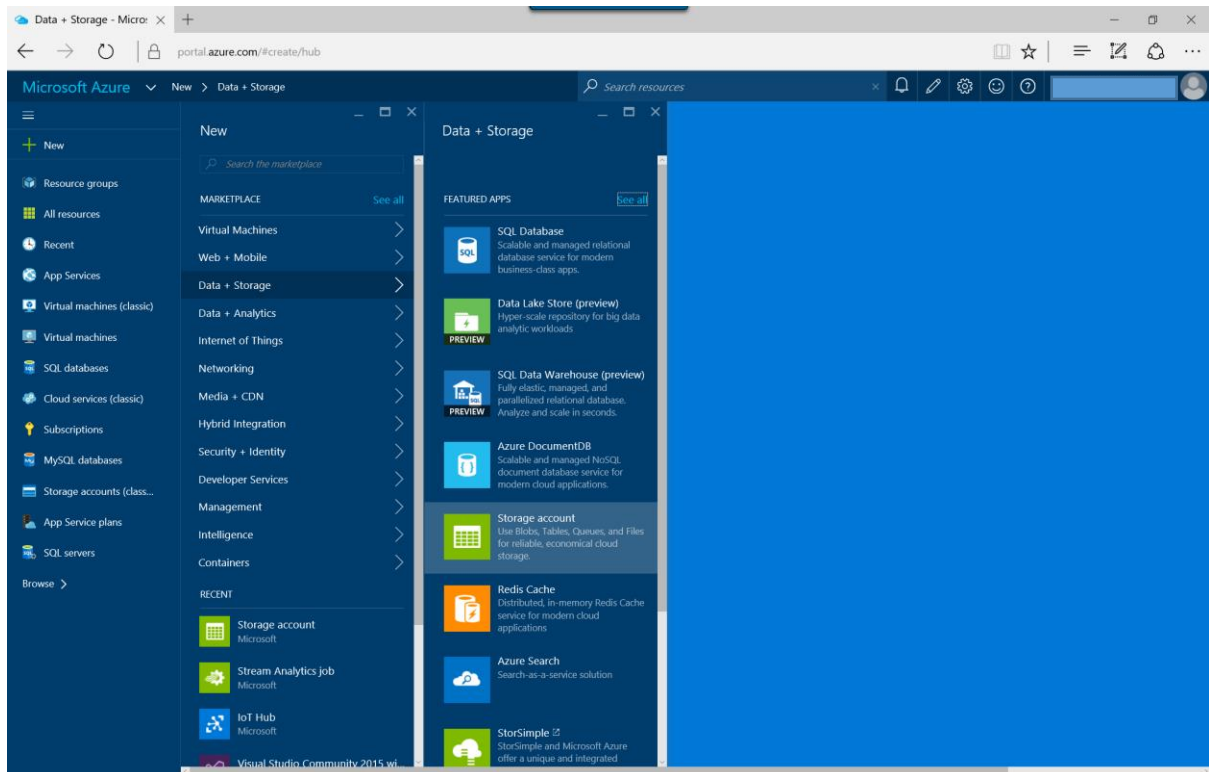 Data + Storage - Micros
portal.azure.com/#create/hub
Microsoft Azure
New > Data + Storage
Search resources
New
Resource groups
All resources
Recent
App Services
Virtual machines (classic)
Virtual machines
SQL databases
Cloud services (classic)
Subscriptions
MySQL databases
Storage accounts (class...
App Service plans
SQL servers
Browse >
New
Search the marketplace
MARKETPLACE
See all
Virtual Machines
Web + Mobile
Data + Storage
Data + Analytics
Internet of Things
Networking
Media + CDN
Hybrid Integration
Security + Identity
Developer Services
Management
Intelligence
Containers
RECENT
Storage account
Microsoft
Stream Analytics job
Microsoft
IoT Hub
Microsoft
Visual Studio Community 2015 wi...
Data + Storage
FEATURED APPS
See all
SQL
SQL Database
Scalable and managed relational
database service for modern
business-class apps.
PREVIEW
Data Lake Store (preview)
Hyper-scale repository for big data
analytic workloads
PREVIEW
SQL Data Warehouse (preview)
Fully elastic, managed, and
parallelized relational database.
Analyze and scale in seconds.
Azure DocumentDB
Scalable and managed NoSQL
document database service for
modern cloud applications.
Storage account
Use Blobs, Tables, Queues, and Files
for reliable, economical cloud
storage.
Redis Cache
Distributed, in-memory Redis Cache
service for modern cloud
applications
Azure Search
Search-as-a-service solution
StorSimple
StorSimple and Microsoft Azure
offer a unique and integrated